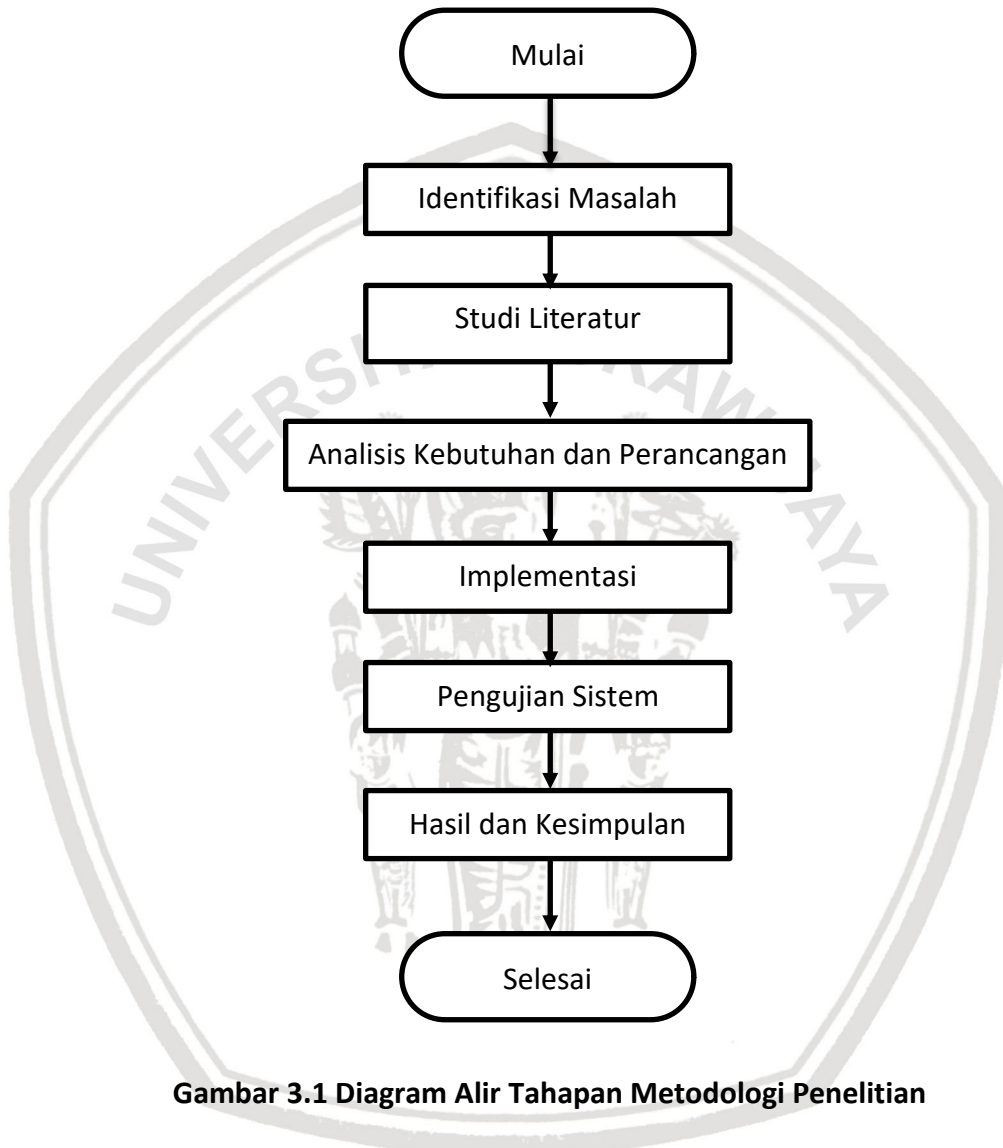 Mulai
Identifikasi Masalah
Studi Literatur
Analisis Kebutuhan dan Perancangan
Implementasi
Pengujian Sistem
Hasil dan Kesimpulan
Selesai
Gambar 3.1 Diagram Alir Tahapan Metodologi Penelitian